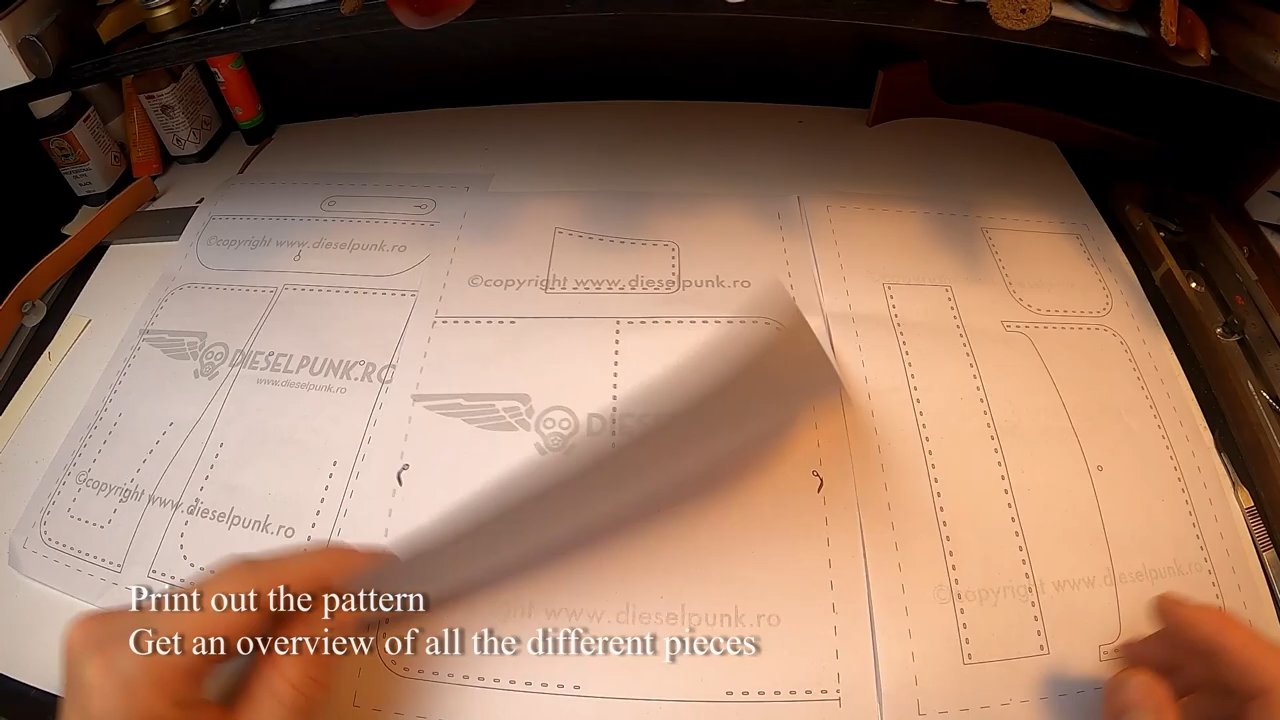 ©copyright www.dieselpunk.ro
©copyright www.dieselpunk.ro
DIESELPUNK.RO
www.dieselpunk.ro
DIES
©copyright www.dieselpunk.ro
©copyright www.dieselpunk.ro
www.dieselpunk.ro
Print out the pattern
Get an overview of all the different pieces